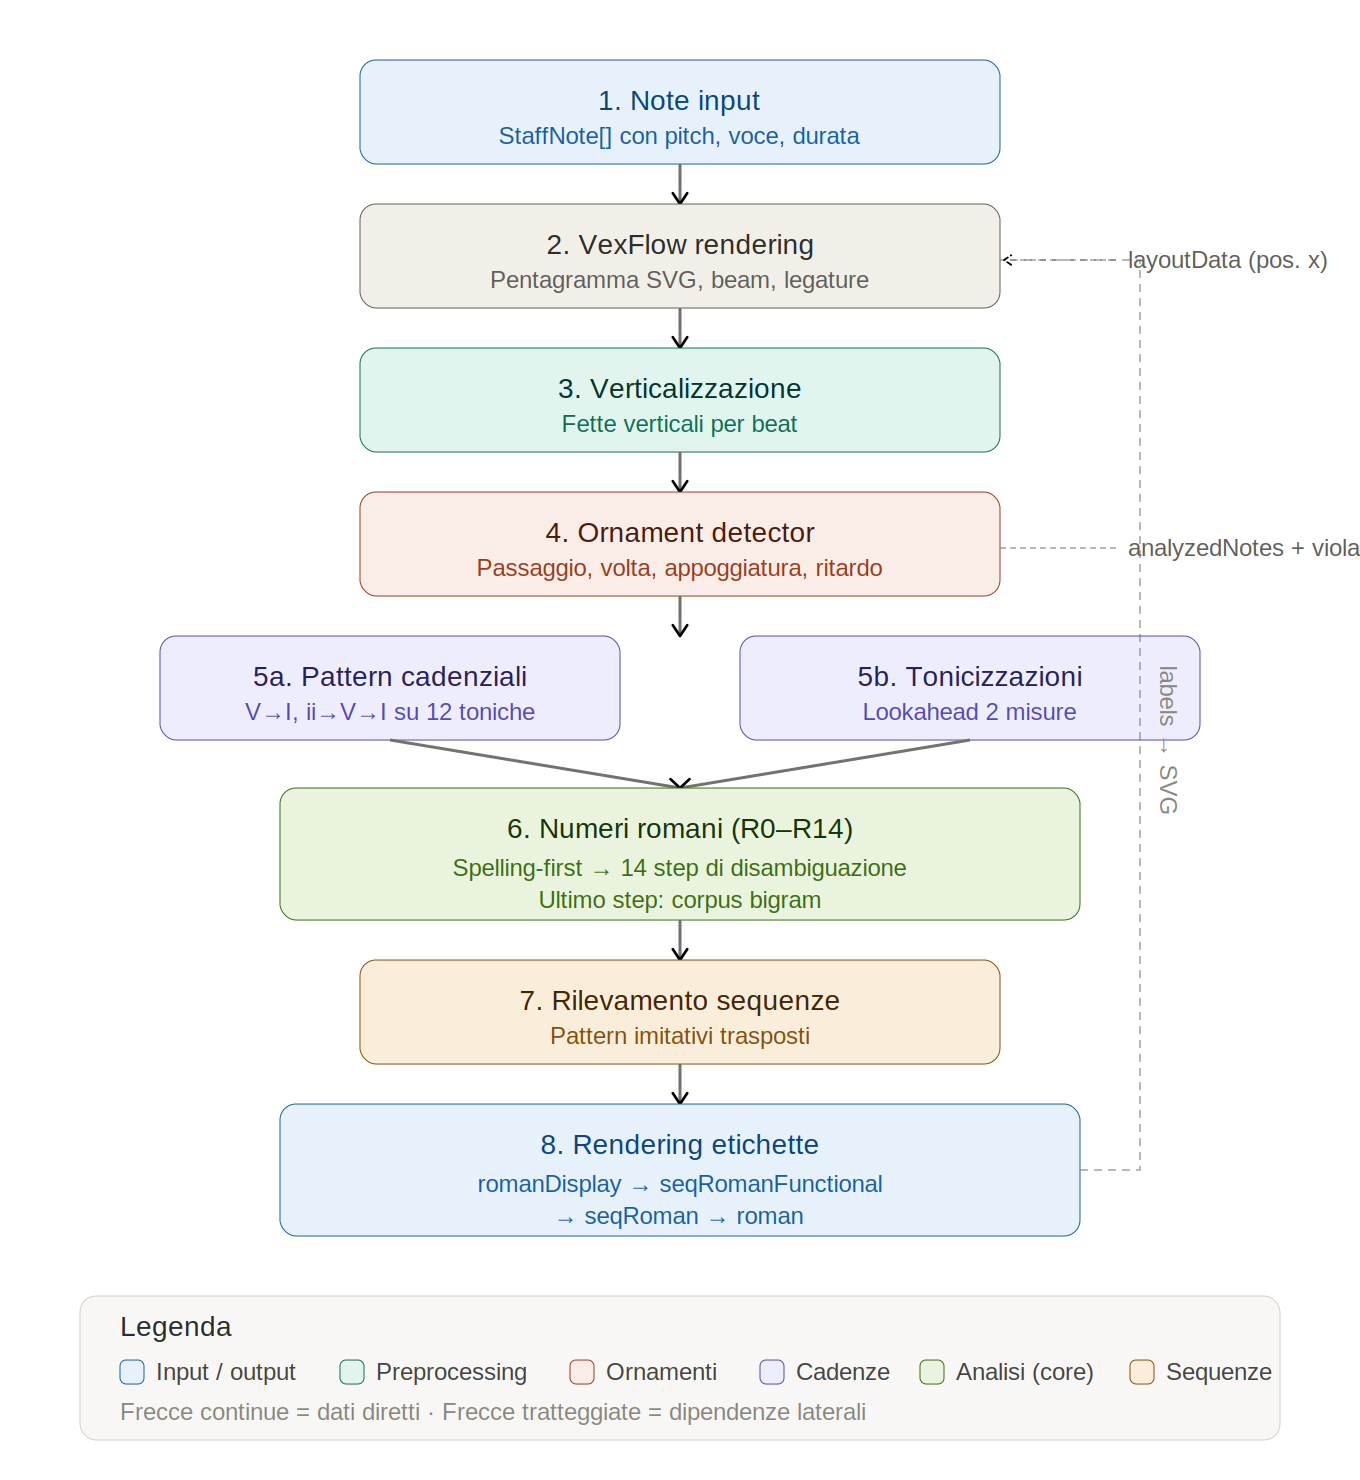 1. Note input
StaffNote[] con pitch, voce, durata
2. VexFlow rendering
Pentagramma SVG, beam, legature
layoutData (pos. x)
3. Verticalizzazione
Fette verticali per beat
4. Ornament detector
Passaggio, volta, appoggiatura, ritardo
analyzedNotes + viola
5a. Pattern cadenziali
V→I, ii→V→I su 12 toniche
5b. Tonicizzazioni
Lookahead 2 misure
labels → SVG
6. Numeri romani (R0–R14)
Spelling-first → 14 step di disambiguazione
Ultimo step: corpus bigram
7. Rilevamento sequenze
Pattern imitativi trasposti
8. Rendering etichette
romanDisplay → seqRomanFunctional
→ seqRoman → roman
Legenda
Input / output
Preprocessing
Ornamenti
Cadenze
Analisi (core)
Sequenze
Frecce continue = dati diretti · Frecce tratteggiate = dipendenze laterali